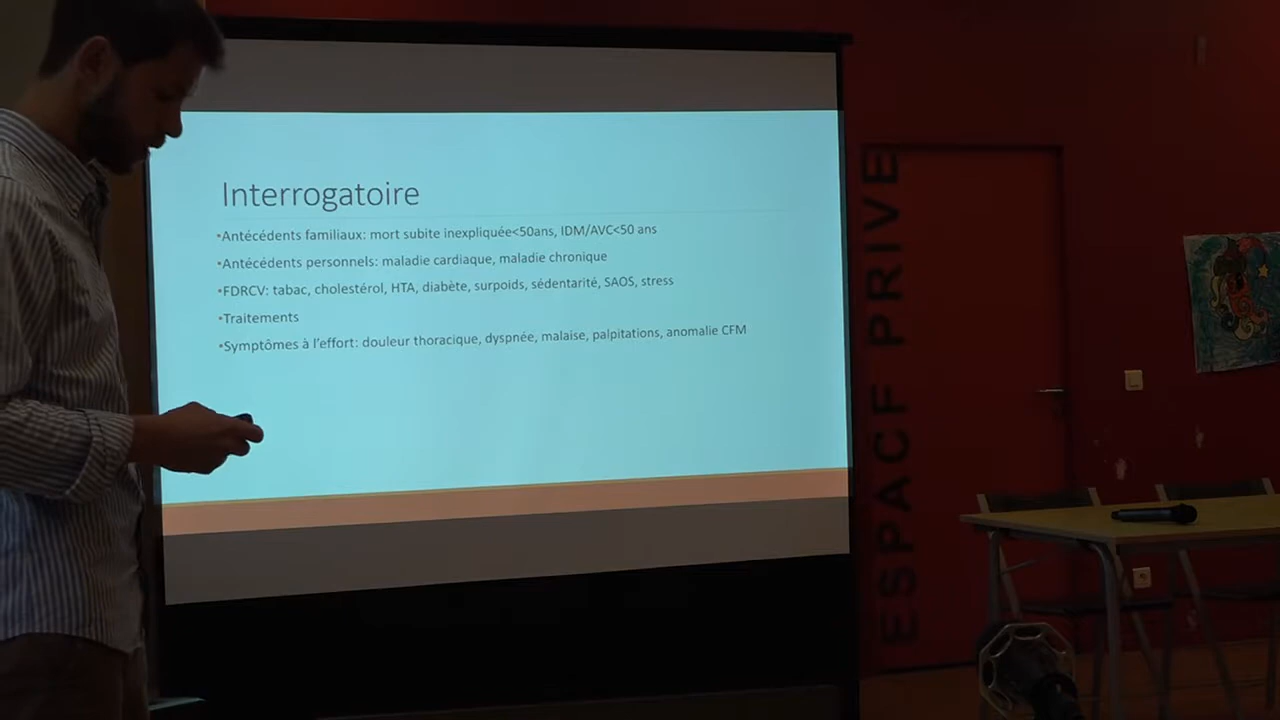 Interrogatoire
•Antécédents familiaux: mort subite inexpliquée<50ans, IDM/AVC<50 ans
•Antécédents personnels: maladie cardiaque, maladie chronique
•FDRCV: tabac, cholestérol, HTA, diabète, surpoids, sédentarité, SAOS, stress
•Traitements
•Symptômes à l'effort: douleur thoracique, dyspnée, malaise, palpitations, anomalie CFM
ESPACE PRIVE